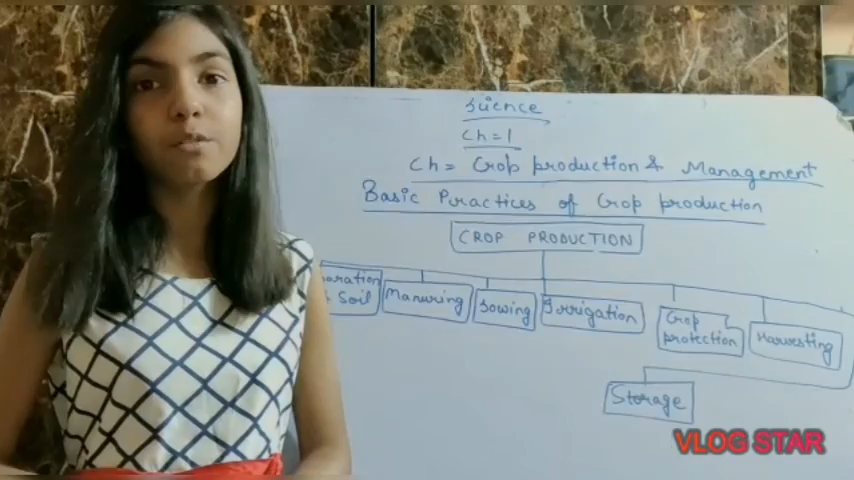 Science
Ch=1
Ch= Crop production & Management
Basic Practices of Crop production
CROP PRODUCTION
aration
Soil
Manuring
Sowing
Irrigation
Crop
protection
Harvesting
Storage
VLOG STAR